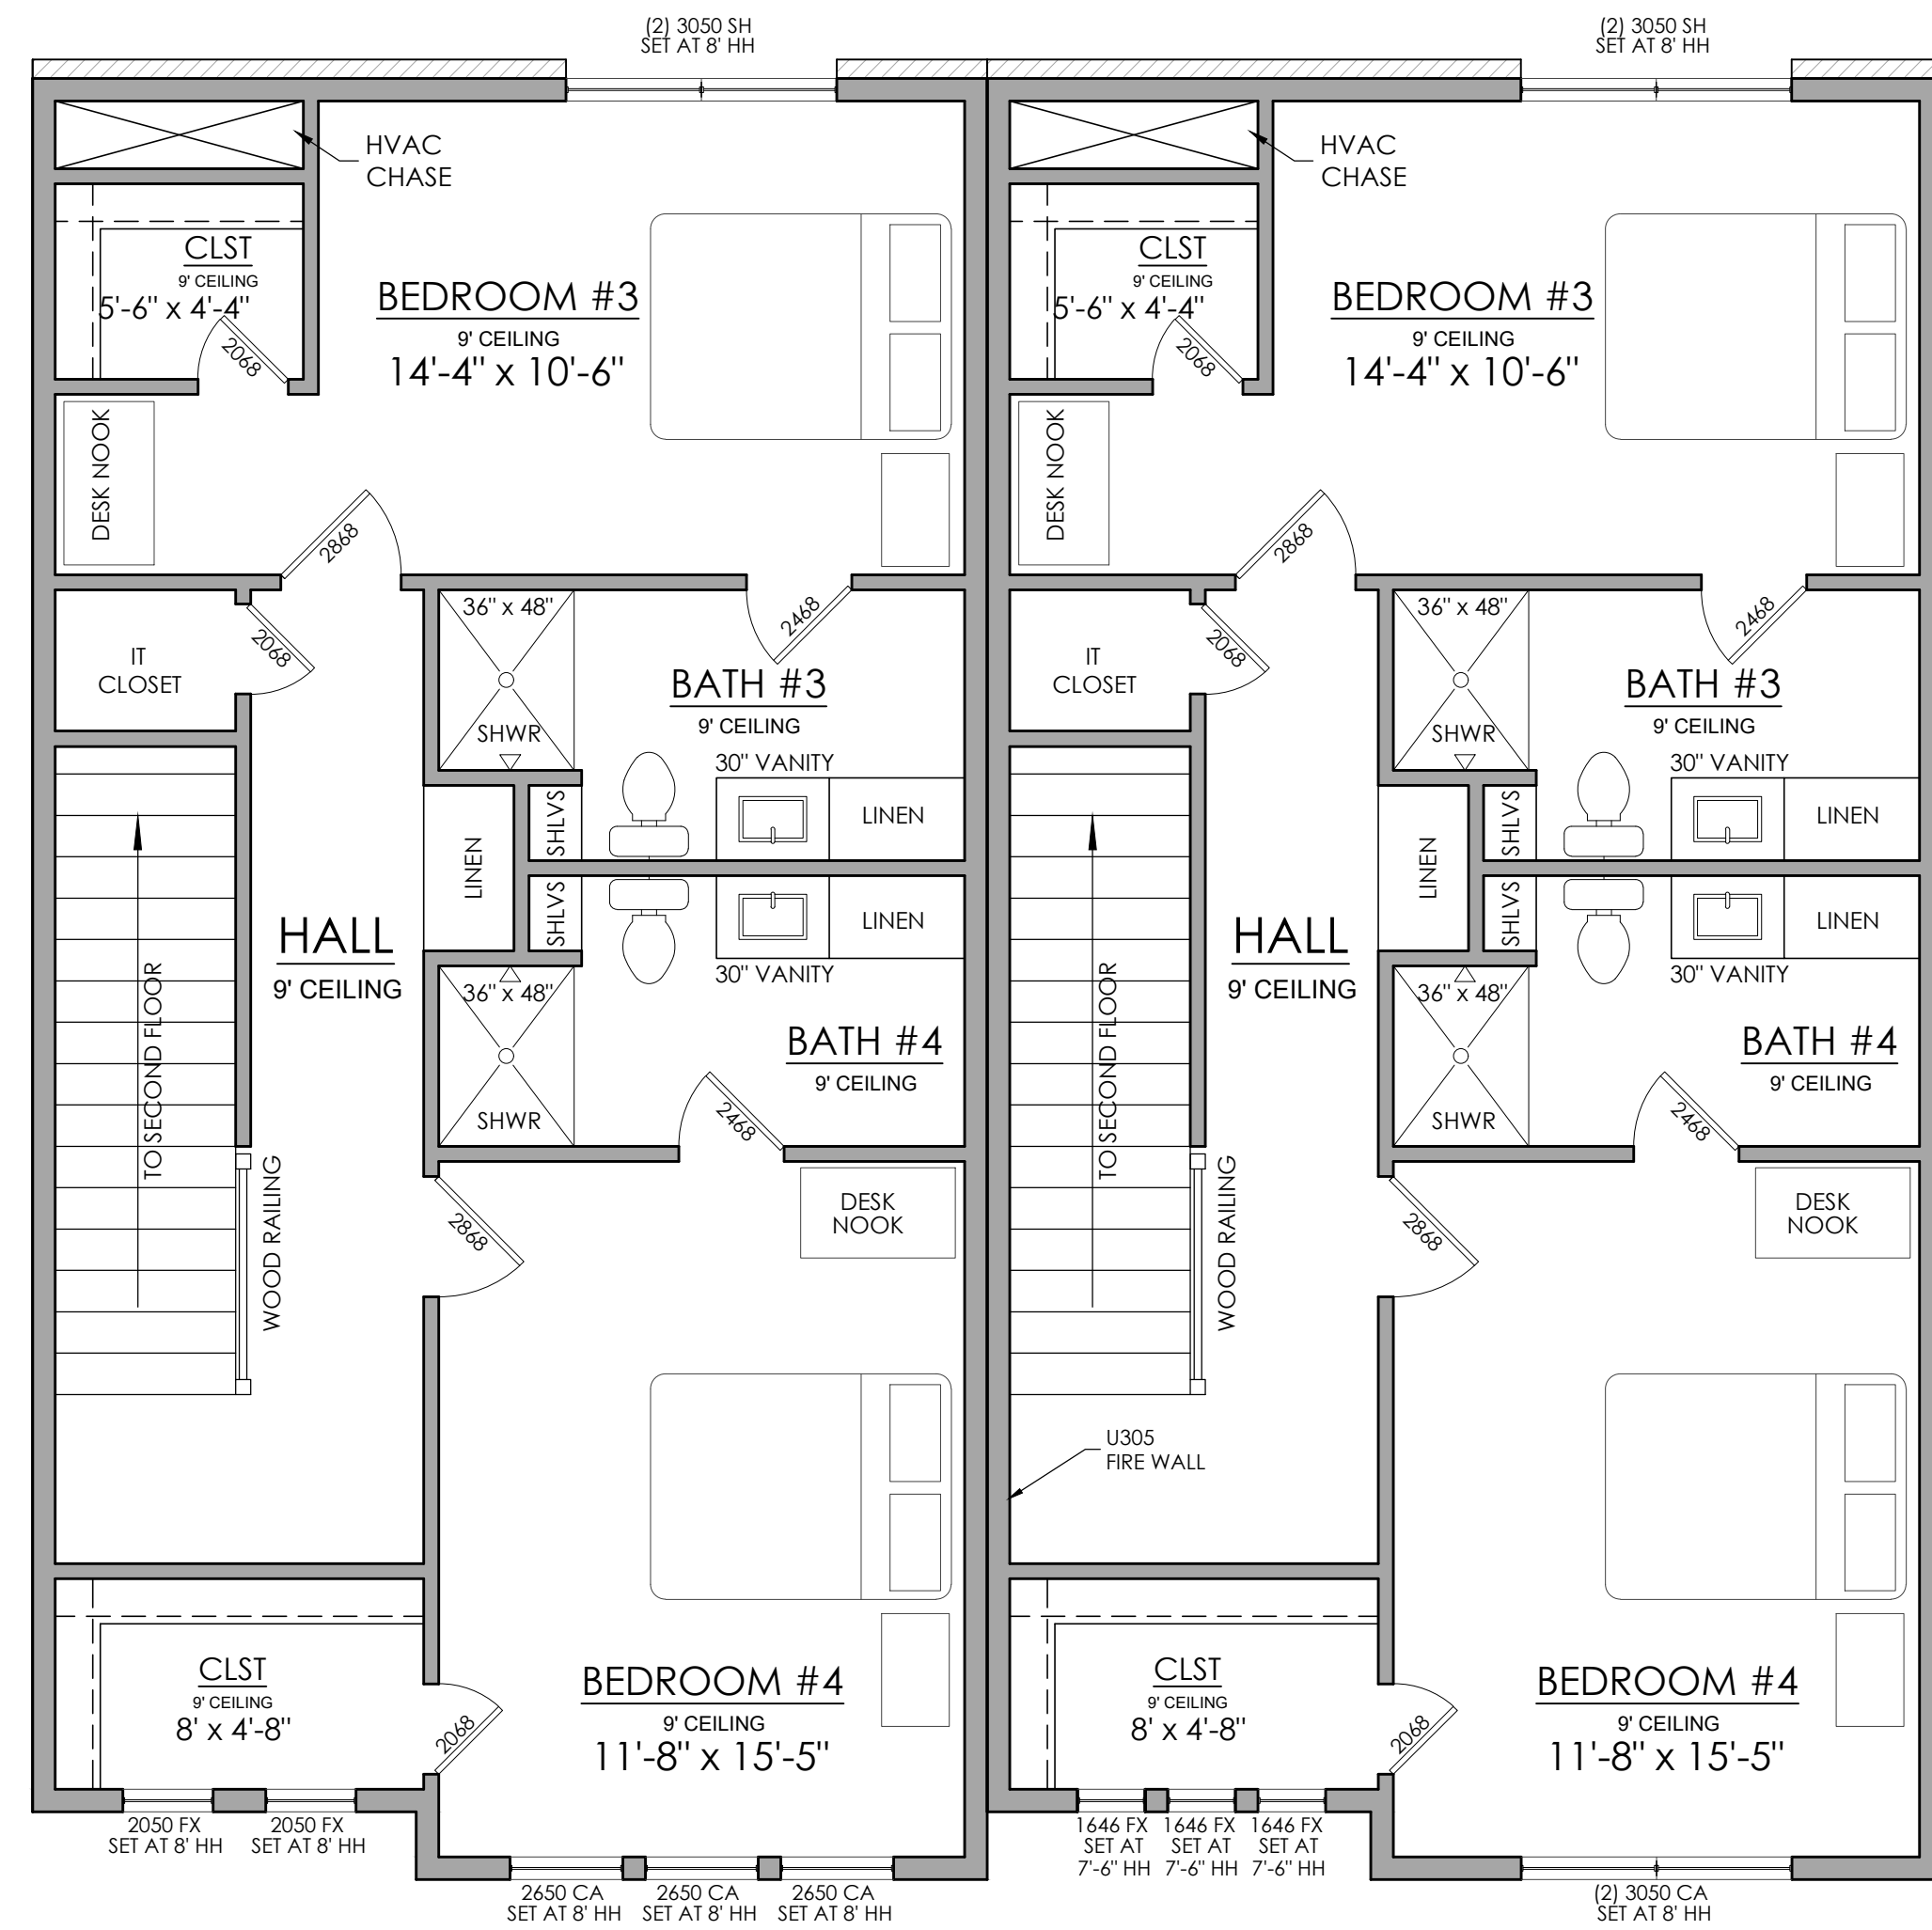 (2) 3050 SH
SET AT 8' HH
HVAC
CHASE
CLST
9' CEILING
5'-6" x 4'-4"
2068
BEDROOM #3
9' CEILING
14'-4" x 10'-6"
DESK NOOK
2868
2068
IT
CLOSET
36" x 48"
SHWR
2468
BATH #3
9' CEILING
30" VANITY
LINEN
SHLVS
LINEN
SHLVS
LINEN
30" VANITY
HALL
9' CEILING
TO SECOND FLOOR
WOOD RAILING
36" x 48"
SHWR
BATH #4
9' CEILING
2468
2868
DESK
NOOK
CLST
9' CEILING
8' x 4'-8"
2068
BEDROOM #4
9' CEILING
11'-8" x 15'-5"
2050 FX
SET AT 8' HH
2050 FX
SET AT 8' HH
2650 CA
SET AT 8' HH
2650 CA
SET AT 8' HH
2650 CA
SET AT 8' HH
(2) 3050 SH
SET AT 8' HH
HVAC
CHASE
CLST
9' CEILING
5'-6" x 4'-4"
2068
BEDROOM #3
9' CEILING
14'-4" x 10'-6"
DESK NOOK
2868
2068
IT
CLOSET
36" x 48"
SHWR
2468
BATH #3
9' CEILING
30" VANITY
LINEN
SHLVS
LINEN
SHLVS
LINEN
30" VANITY
HALL
9' CEILING
TO SECOND FLOOR
WOOD RAILING
36" x 48"
SHWR
BATH #4
9' CEILING
2468
2868
DESK
NOOK
U305
FIRE WALL
CLST
9' CEILING
8' x 4'-8"
2068
BEDROOM #4
9' CEILING
11'-8" x 15'-5"
1646 FX
SET AT
7'-6" HH
1646 FX
SET AT
7'-6" HH
1646 FX
SET AT
7'-6" HH
(2) 3050 CA
SET AT 8' HH